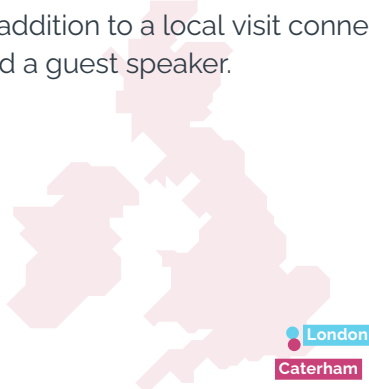 addition to a local visit conne
d a guest speaker.
London
Caterham